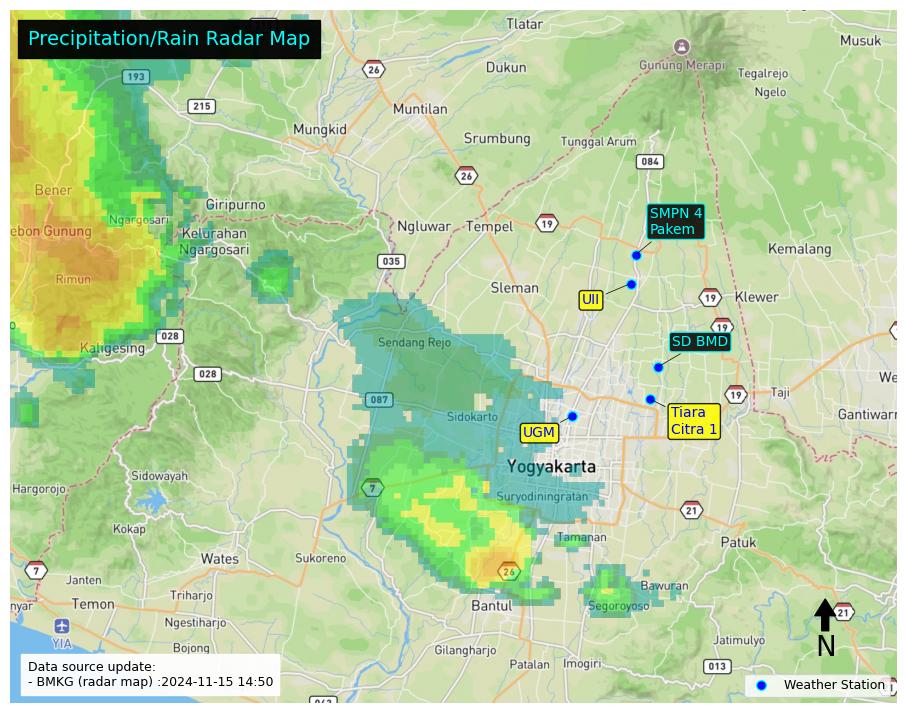 Precipitation/Rain Radar Map
Tlatar
Musuk
26
Gunung Merapi
193
Dukun
Tegalrejo
Ngelo
215
Muntilan
Mungkid
Srumbung
Tunggal Arum
084
26
Bener
Giripurno
SMPN 4
Pakem
Ngargosari
Ngluwar
Tempel
19
ebon Gunung
Kelurahan
Ngargosari
Kemalang
035
Rimun
Sleman
UII
19
Klewer
19
028
Kaligesing
Sendang Rejo
SD BMD
028
We
087
19
Taji
Sidokarto
Tiara
Citra 1
Gantiwarn
UGM
Yogyakarta
Sidowayah
Hargorojo
7
Suryodiningratan
21
Kokap
Tamanan
Patuk
Wates
Sukoreno
7
26
Janten
Bawuran
nyar
Temon
Triharjo
Bantul
Segoroyoso
21
Ngestiharjo
YIA
Bojong
Jatimulyo
N
Gilangharjo
Patalan
Imogiri
013
Data source update:
- BMKG (radar map) :2024-11-15 14:50
Weather Station